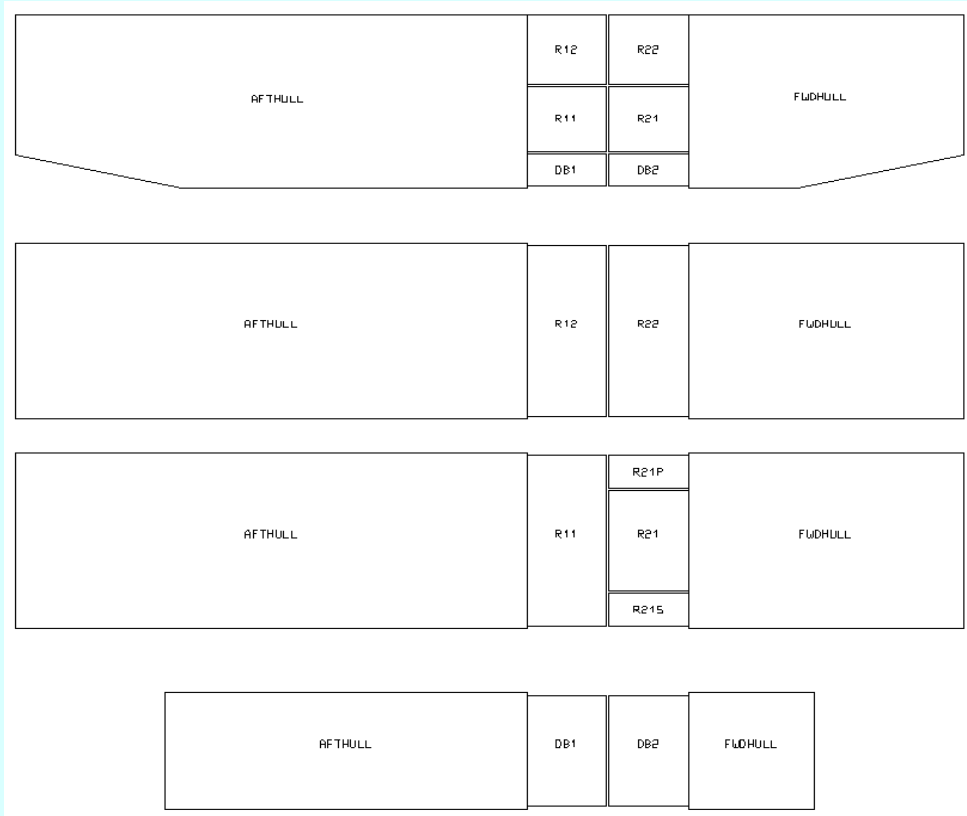 R12 R22
AFTHULL FWDHULL
R11 R21
DB1 DB2
AFTHULL R12 R22 FWDHULL
R21P
AFTHULL R11 R21 FWDHULL
R21S
AFTHULL DB1 DB2 FWDHULL